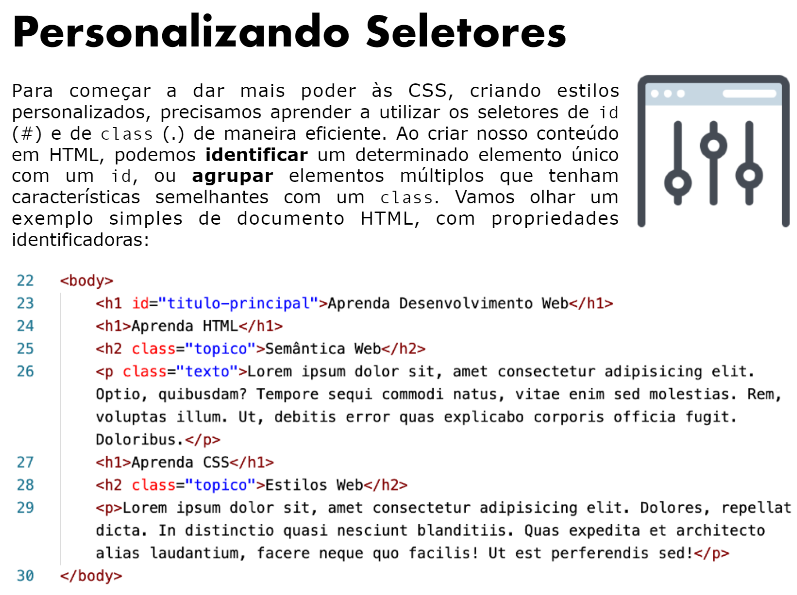 Personalizando Seletores
Para começar a dar mais poder às CSS, criando estilos
personalizados, precisamos aprender a utilizar os seletores de id
(#) e de class (.) de maneira eficiente. Ao criar nosso conteúdo
em HTML, podemos identificar um determinado elemento único
com um id, ou agrupar elementos múltiplos que tenham
características semelhantes com um class. Vamos olhar um
exemplo simples de documento HTML, com propriedades
identificadoras:
22 <body>
23 <h1 id="titulo-principal">Aprenda Desenvolvimento Web</h1>
24 <h1>Aprenda HTML</h1>
25 <h2 class="topico">Semântica Web</h2>
26 <p class="texto">Lorem ipsum dolor sit, amet consectetur adipisicing elit.
Optio, quibusdam? Tempore sequi commodi natus, vitae enim sed molestias. Rem,
voluptas illum. Ut, debitis error quas explicabo corporis officia fugit.
Doloribus.</p>
27 <h1>Aprenda CSS</h1>
28 <h2 class="topico">Estilos Web</h2>
29 <p>Lorem ipsum dolor sit, amet consectetur adipisicing elit. Dolores, repellat
dicta. In distinctio quasi nesciunt blanditiis. Quas expedita et architecto
alias laudantium, facere neque quo facilis! Ut est perferendis sed!</p>
30 </body>